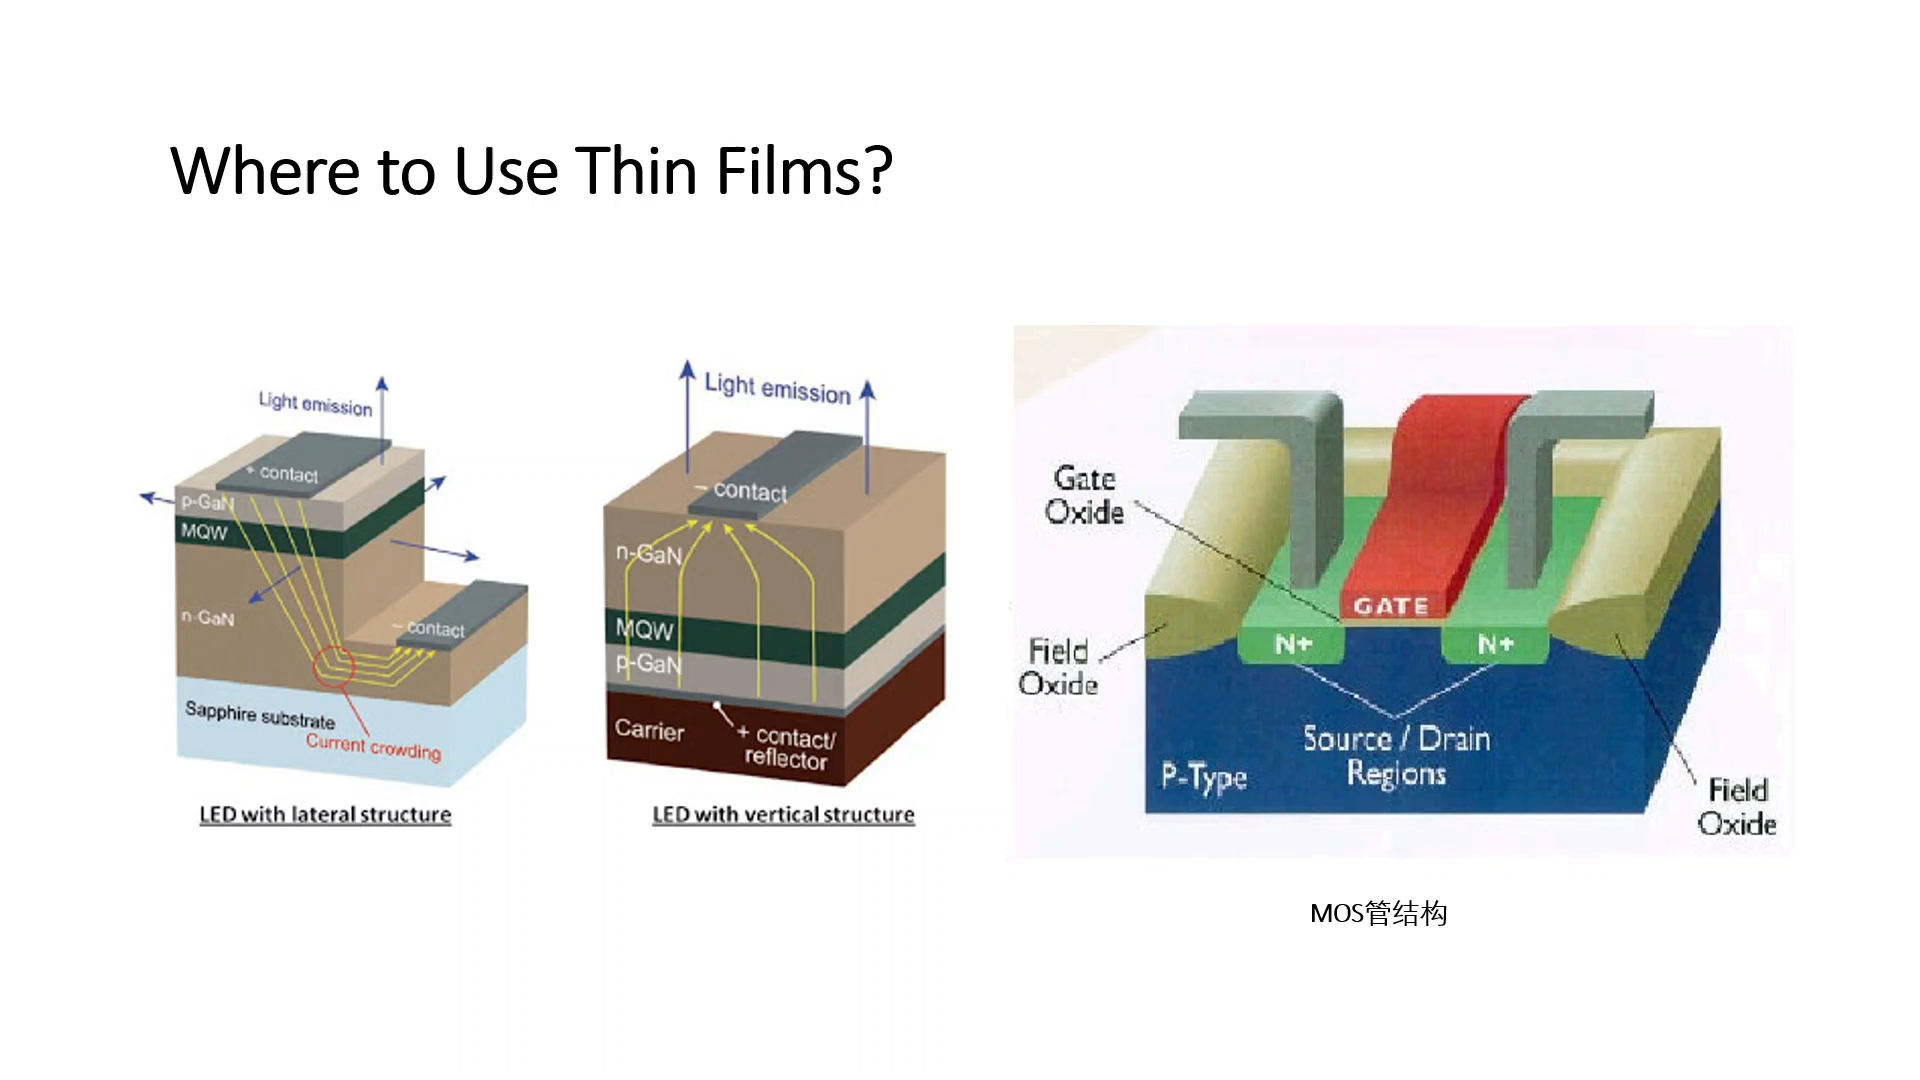 Where to Use Thin Films?
Light emission
+ contact
p-GaN
MQW
n-GaN
– contact
Sapphire substrate
Current crowding
LED with lateral structure
Light emission
– contact
n-GaN
MQW
p-GaN
Carrier
+ contact/
reflector
LED with vertical structure
Gate
Oxide
GATE
N+
N+
Field
Oxide
Source / Drain
Regions
P-Type
Field
Oxide
MOS管结构